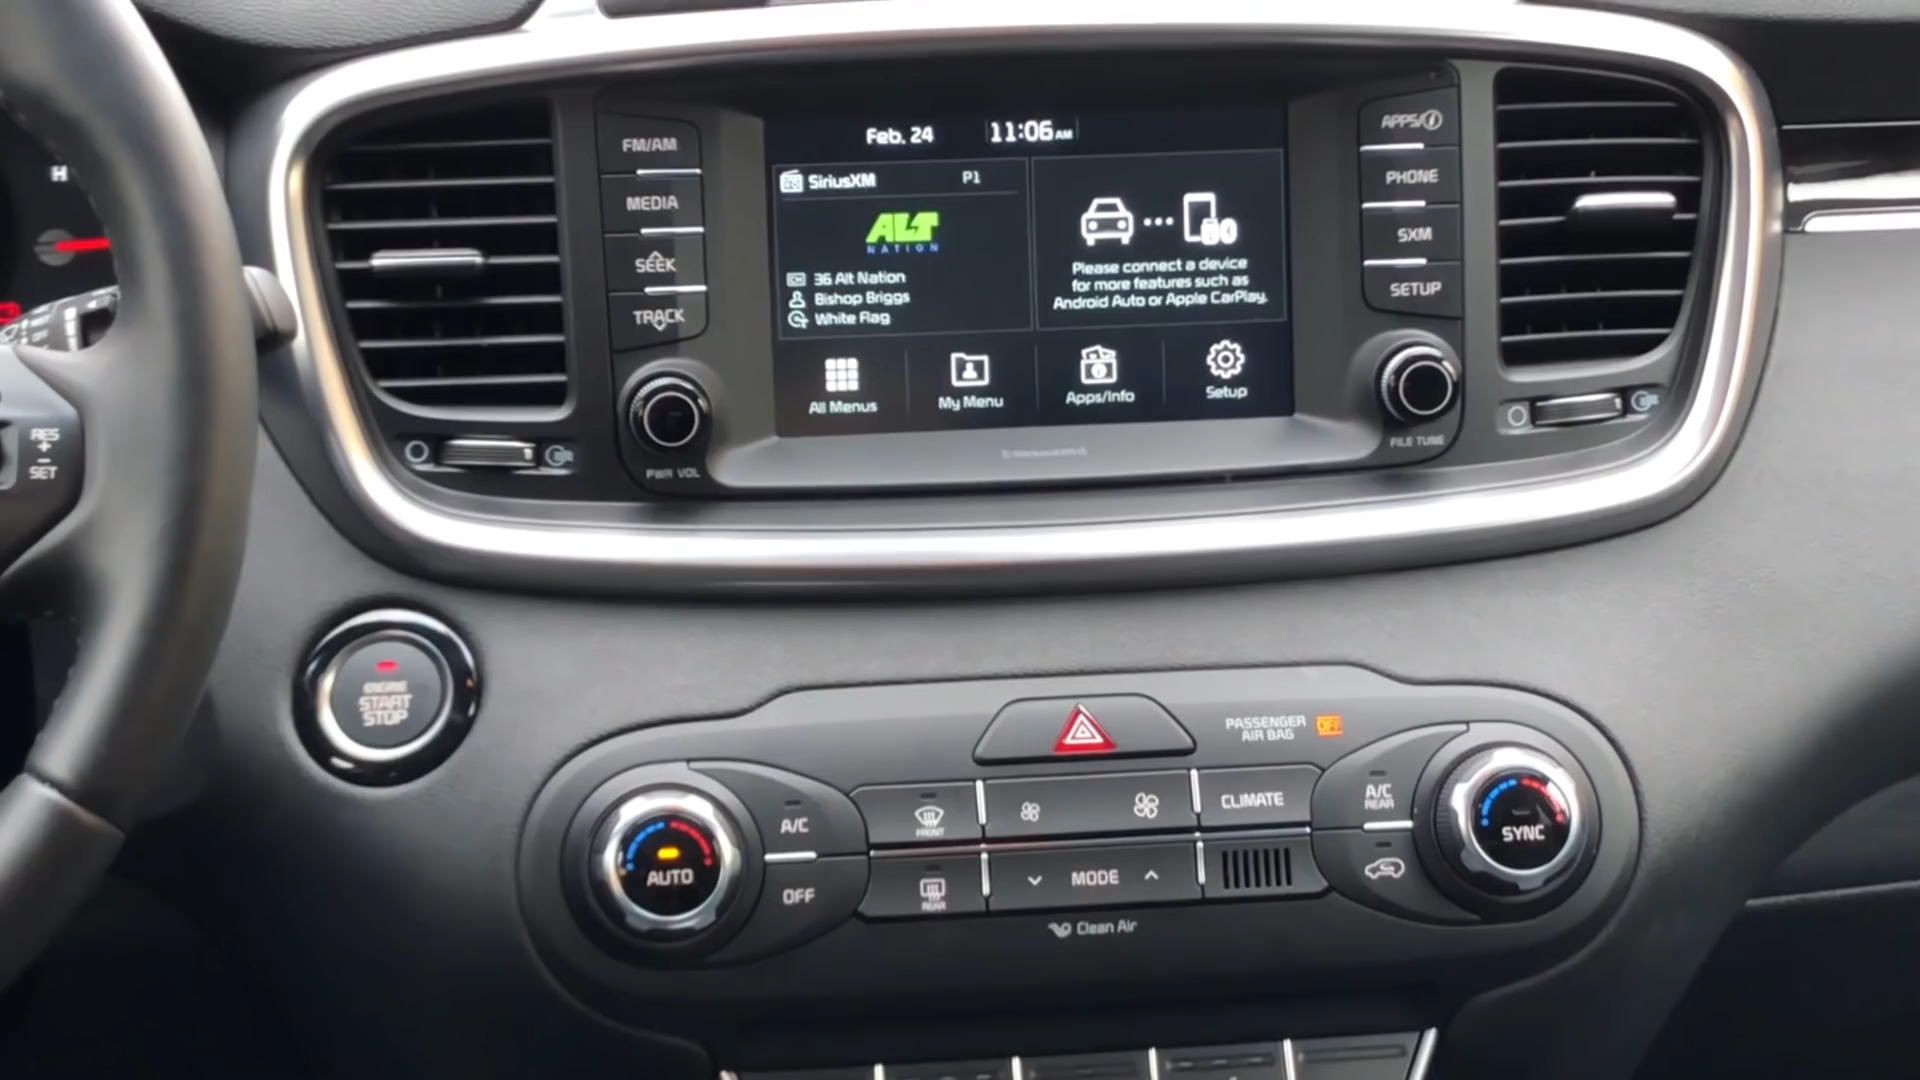 H
RES
+
-
SET
FM/AM
MEDIA
SEEK
TRACK
PWR VOL
Feb. 24
11:06 AM
SiriusXM
P1
ALT
NATION
CH
36 Alt Nation
Bishop Briggs
White Flag
Please connect a device
for more features such as
Android Auto or Apple CarPlay.
All Menus
My Menu
Apps/Info
Setup
APPS/i
PHONE
SXM
SETUP
FILE TUNE
ENGINE
START
STOP
PASSENGER
AIR BAG
OFF
AUTO
A/C
OFF
FRONT
CLIMATE
A/C
REAR
SYNC
REAR
MODE
Clean Air